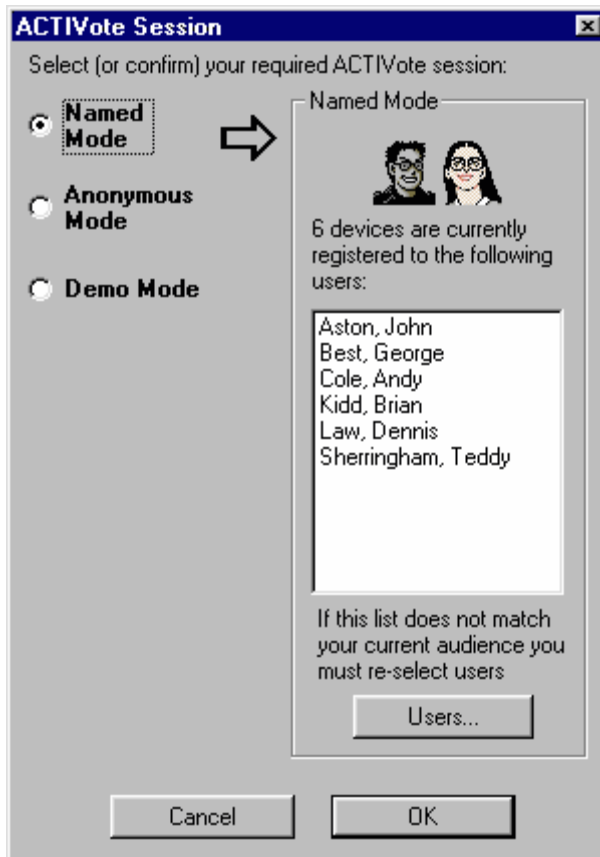 ACTIVote Session
Select (or confirm) your required ACTIVote session:
Named
Mode
Anonymous
Mode
Demo Mode
Named Mode
6 devices are currently
registered to the following
users:
Aston, John
Best, George
Cole, Andy
Kidd, Brian
Law, Dennis
Sherringham, Teddy
If this list does not match
your current audience you
must re-select users
Users...
Cancel
OK